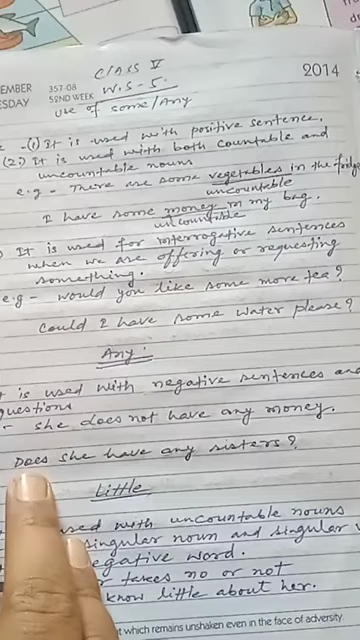 CLASS V
EMBER 357-08 W.S-5. 2014
ESDAY 52ND WEEK
use of some/Any
-(1) It is used with positive sentence.
(2) It is used with both countable and
uncountable nouns
e.g - There are some vegetables in the fridge
uncountable
I have some money in my bag.
uncountable
) It is used for interrogative sentences
when we are offering or requesting
something.
e.g - would you like some more tea?
Could I have some water please?
Any:
t is used with negative sentences and
questions
- she does not have any money.
Does she have any sisters?
Little
used with uncountable nouns
singular noun and singular v
egative word.
takes no or not
know little about her.
t which remains unshaken even in the face of adversity.